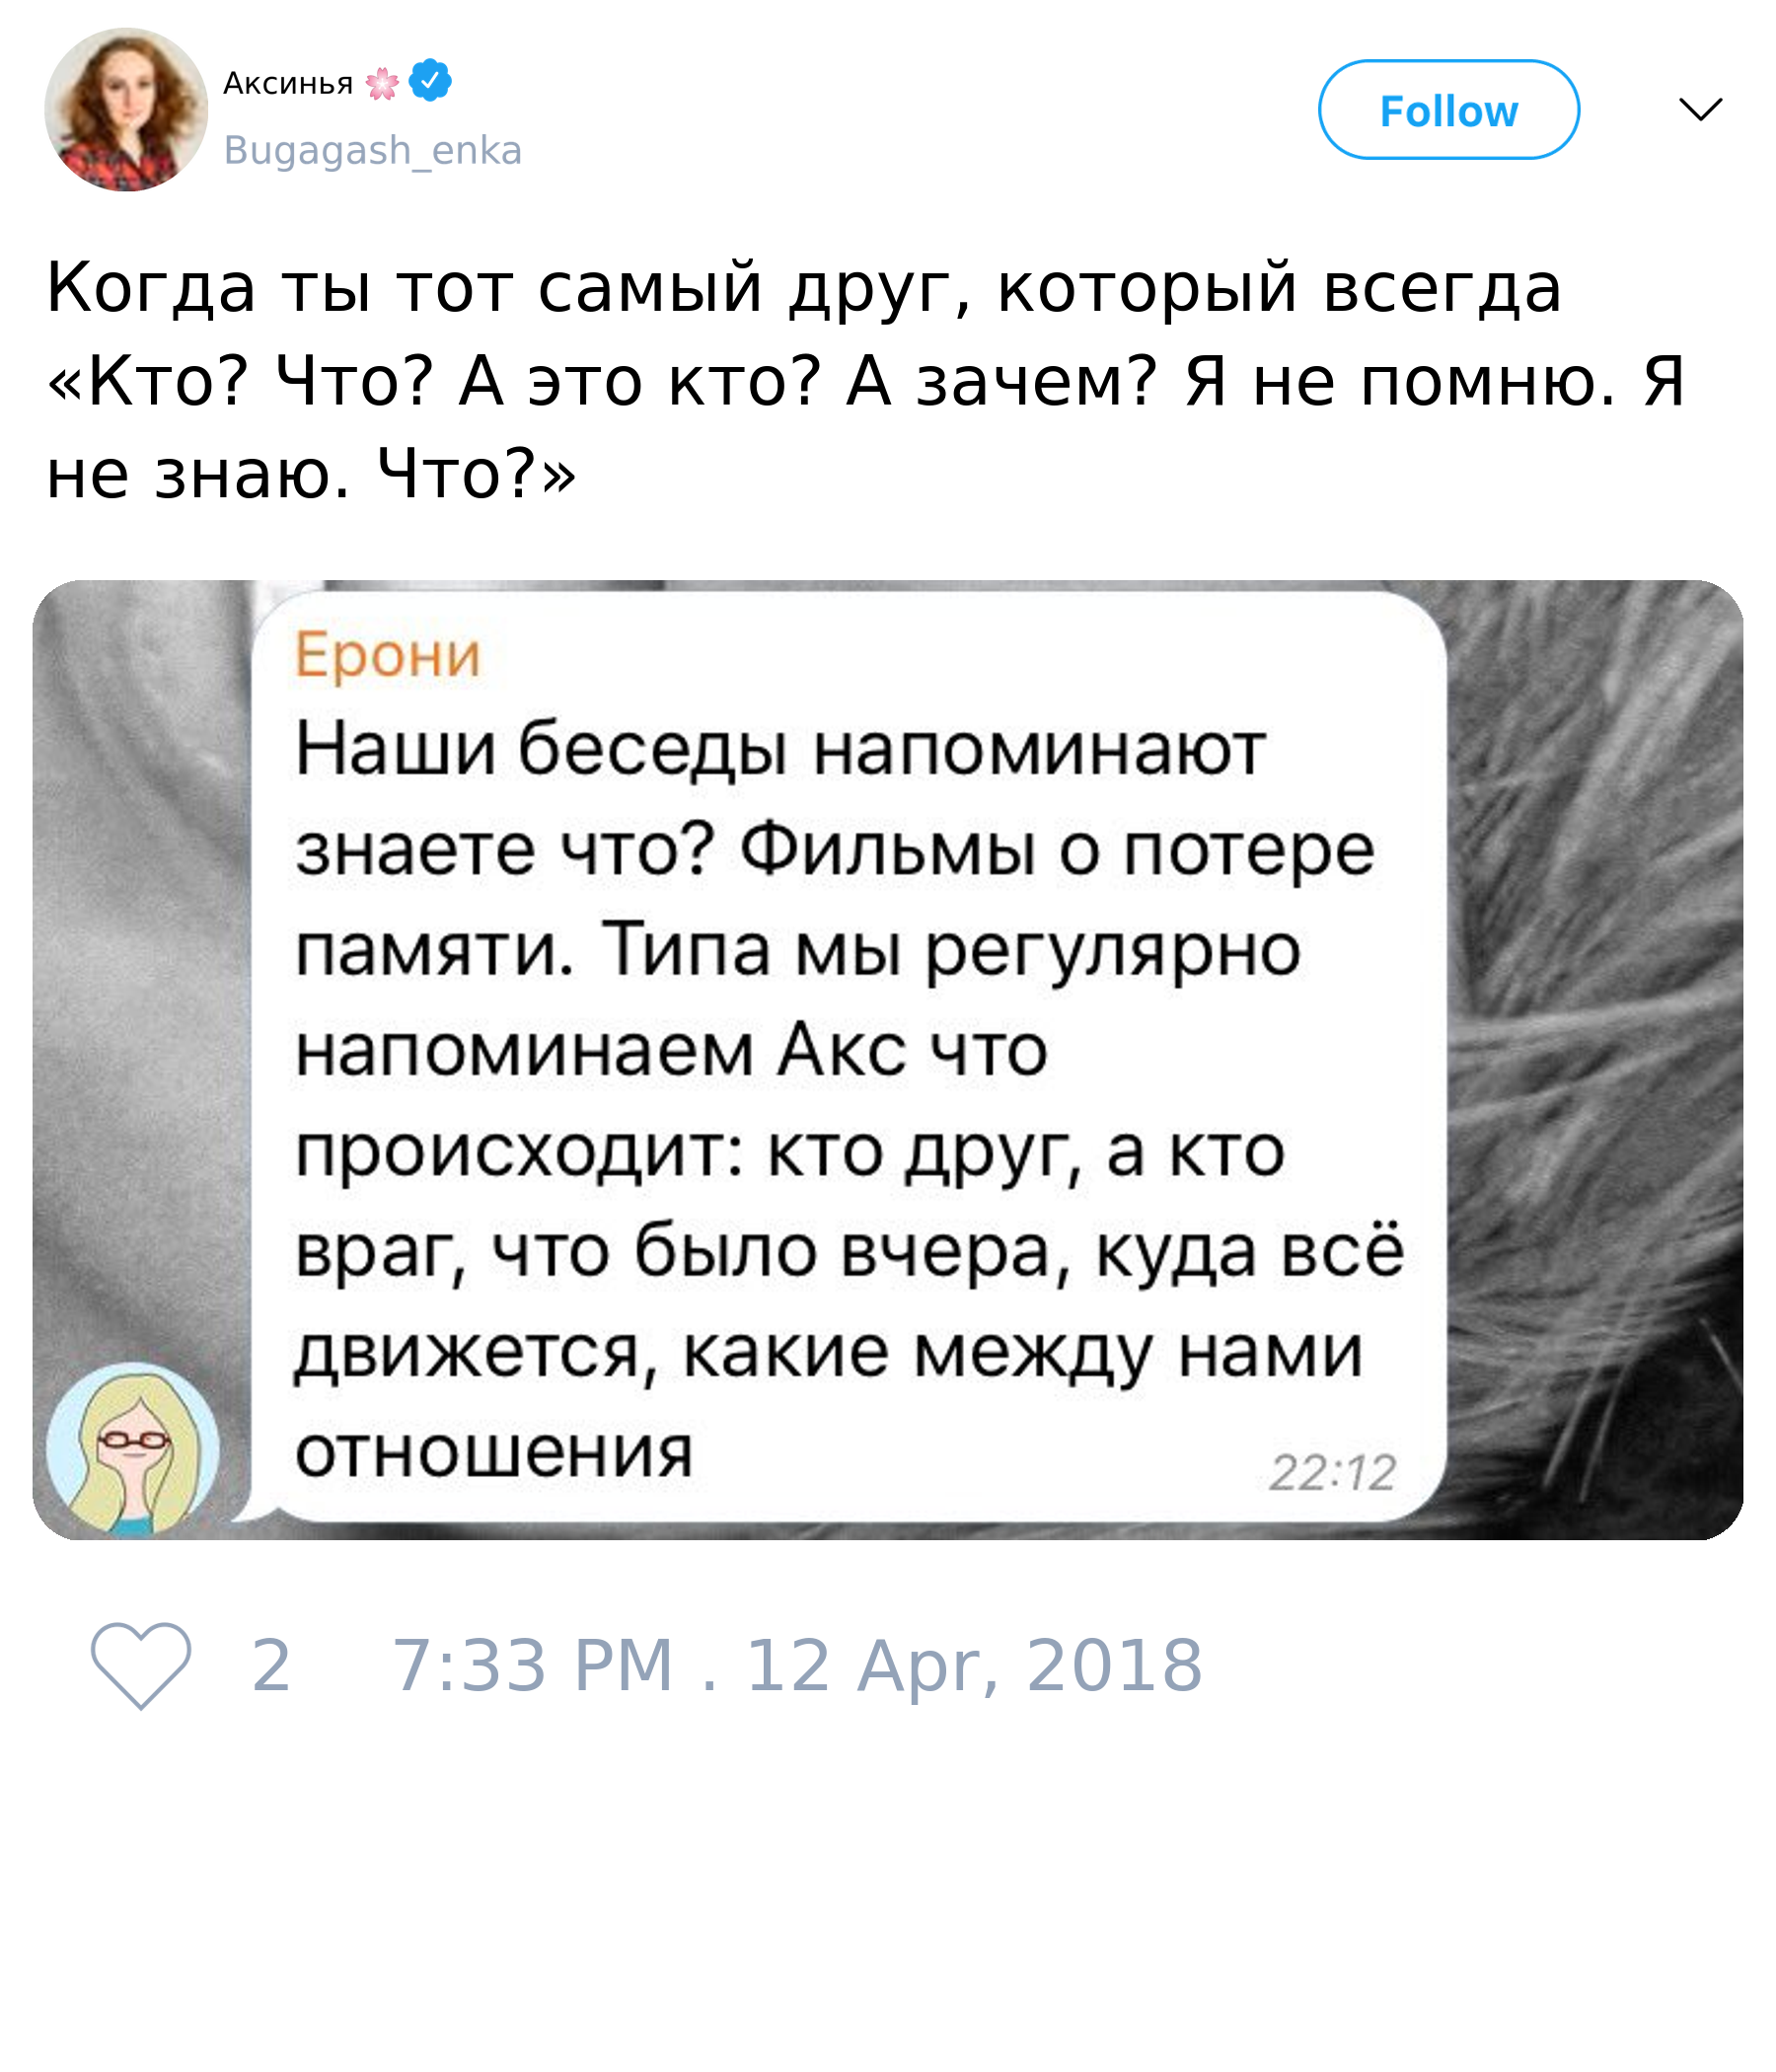 Аксинья 🌸
Bugagash_enka
Follow
Когда ты тот самый друг, который всегда
«Кто? Что? А это кто? А зачем? Я не помню. Я
не знаю. Что?»
Ерони
Наши беседы напоминают
знаете что? Фильмы о потере
памяти. Типа мы регулярно
напоминаем Акс что
происходит: кто друг, а кто
враг, что было вчера, куда всё
движется, какие между нами
отношения
22:12
2 7:33 PM . 12 Apr, 2018